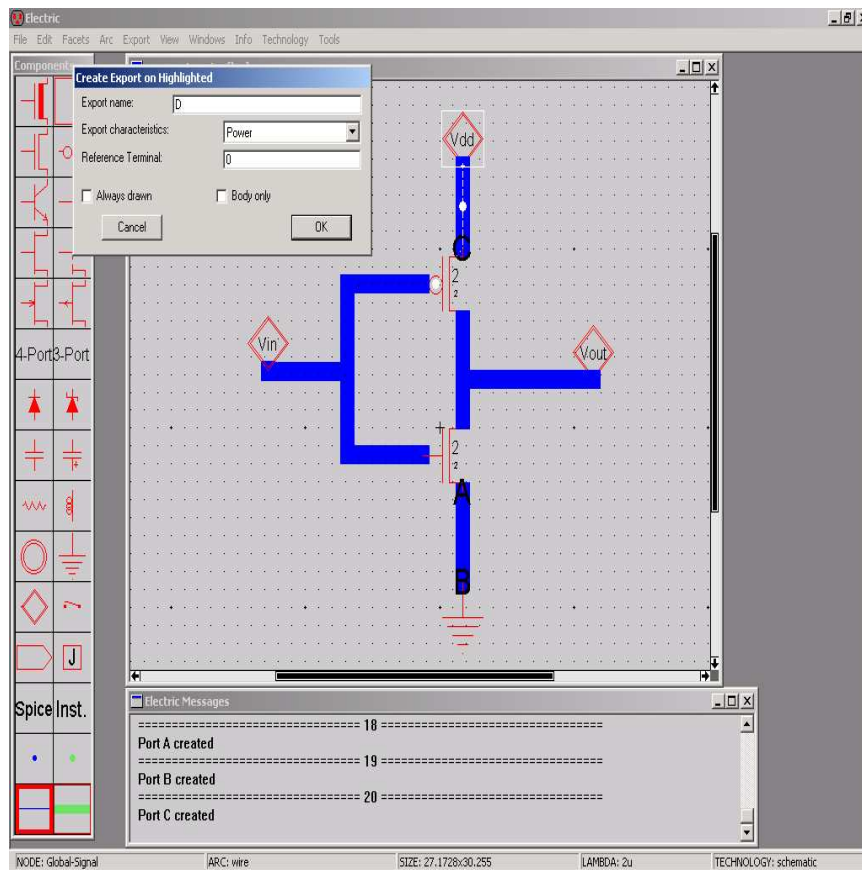 Electric
File Edit Facets Arc Export View Windows Info Technology Tools
Component
Create Export on Highlighted
Export name: D
Export characteristics: Power
Reference Terminal: 0
Always drawn Body only
Cancel OK
Vdd
C
2
2
Vin
Vout
2
2
A
B
4-Port 3-Port
J
Spice Inst.
Electric Messages
================================== 18 ==================================
Port A created
================================== 19 ==================================
Port B created
================================== 20 ==================================
Port C created
NODE: Global-Signal ARC: wire SIZE: 27.1728x30.255 LAMBDA: 2u TECHNOLOGY: schematic